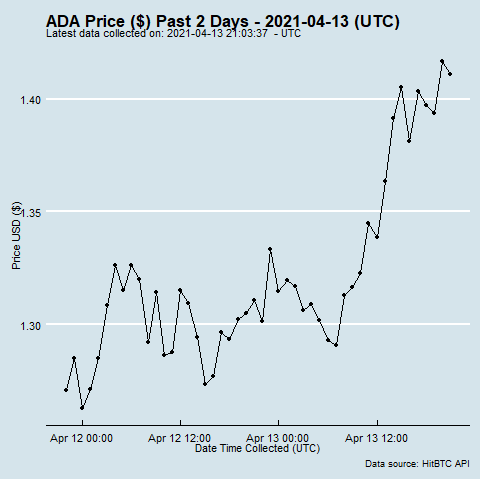 ADA Price ($) Past 2 Days - 2021-04-13 (UTC)
Latest data collected on: 2021-04-13 21:03:37 - UTC
Price USD ($)
1.40
1.35
1.30
Apr 12 00:00 Apr 12 12:00 Apr 13 00:00 Apr 13 12:00
Date Time Collected (UTC)
Data source: HitBTC API